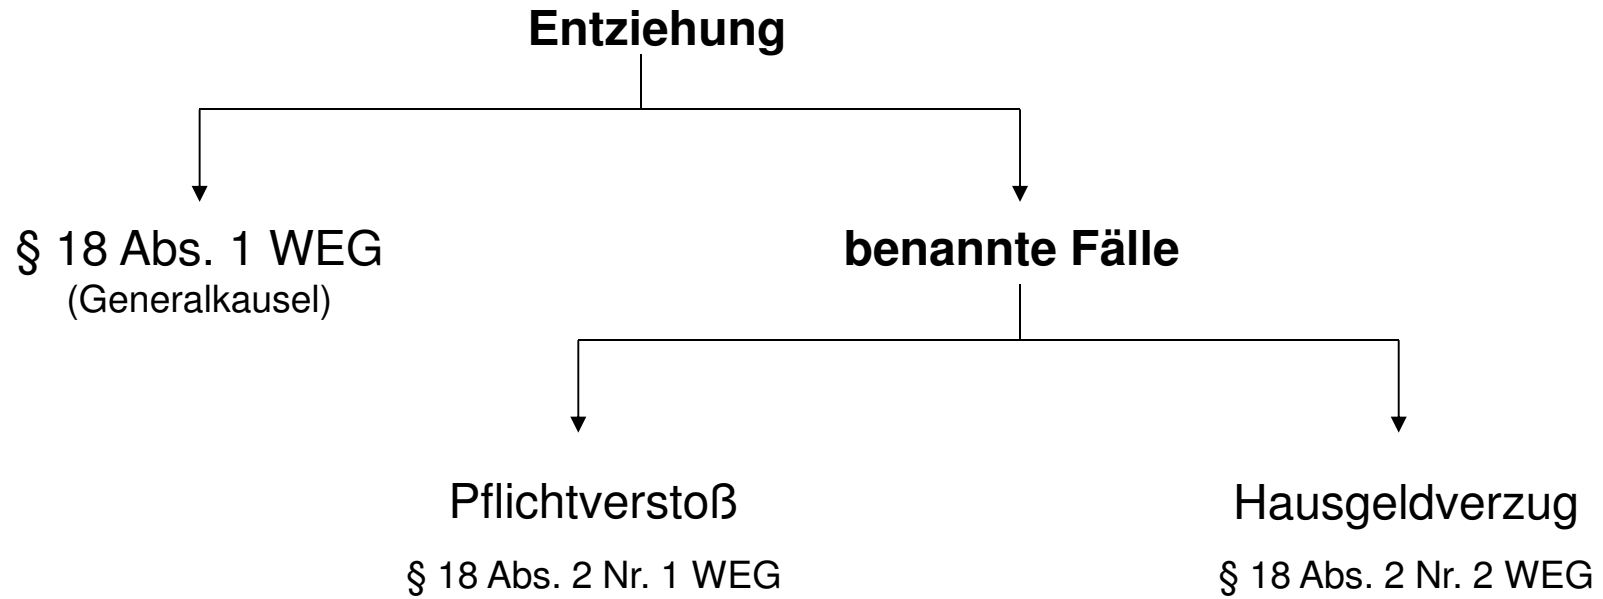 Entziehung
§ 18 Abs. 1 WEG
(Generalkausel)
benannte Fälle
Pflichtverstoß
§ 18 Abs. 2 Nr. 1 WEG
Hausgeldverzug
§ 18 Abs. 2 Nr. 2 WEG